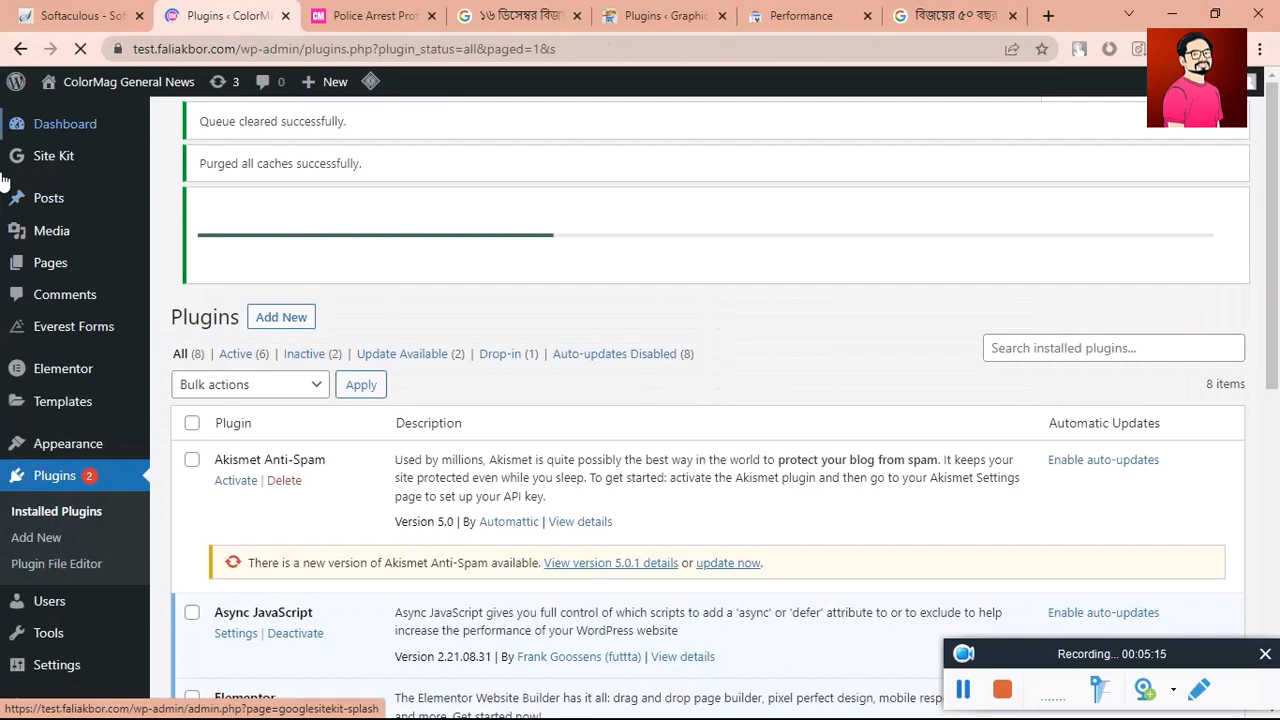 Softaculous - Sof
Plugins < ColorM
Police Arrest Pro
১৬ ডিসেম্বর বিজ
Plugins < Graphic
Performance
বিজয়ের ৫০ বছর
test.faliakbor.com/wp-admin/plugins.php?plugin_status=all&paged=1&s
ColorMag General News 3 0 New
Dashboard
Site Kit
Posts
Media
Pages
Comments
Everest Forms
Elementor
Templates
Appearance
Plugins 2
Installed Plugins
Add New
Plugin File Editor
Users
Tools
Settings
Queue cleared successfully.
Purged all caches successfully.
Plugins Add New
All (8) | Active (6) | Inactive (2) | Update Available (2) | Drop-in (1) | Auto-updates Disabled (8)
Search installed plugins...
Bulk actions Apply
8 items
Plugin Description Automatic Updates
Akismet Anti-Spam
Activate | Delete
Used by millions, Akismet is quite possibly the best way in the world to protect your blog from spam. It keeps your
site protected even while you sleep. To get started: activate the Akismet plugin and then go to your Akismet Settings
page to set up your API key.
Version 5.0 | By Automattic | View details
Enable auto-updates
There is a new version of Akismet Anti-Spam available. View version 5.0.1 details or update now.
Async JavaScript
Settings | Deactivate
Async JavaScript gives you full control of which scripts to add a 'async' or 'defer' attribute to or to exclude to help
increase the performance of your WordPress website
Version 2.21.08.31 | By Frank Goossens (futtta) | View details
Enable auto-updates
Elementor
The Elementor Website Builder has it all: drag and drop page builder, pixel perfect design, mobile resp
and more. Get started now!
Recording... 00:05:15
https://test.faliakbor.com/wp-admin/admin.php?page=googlesitekit-splash